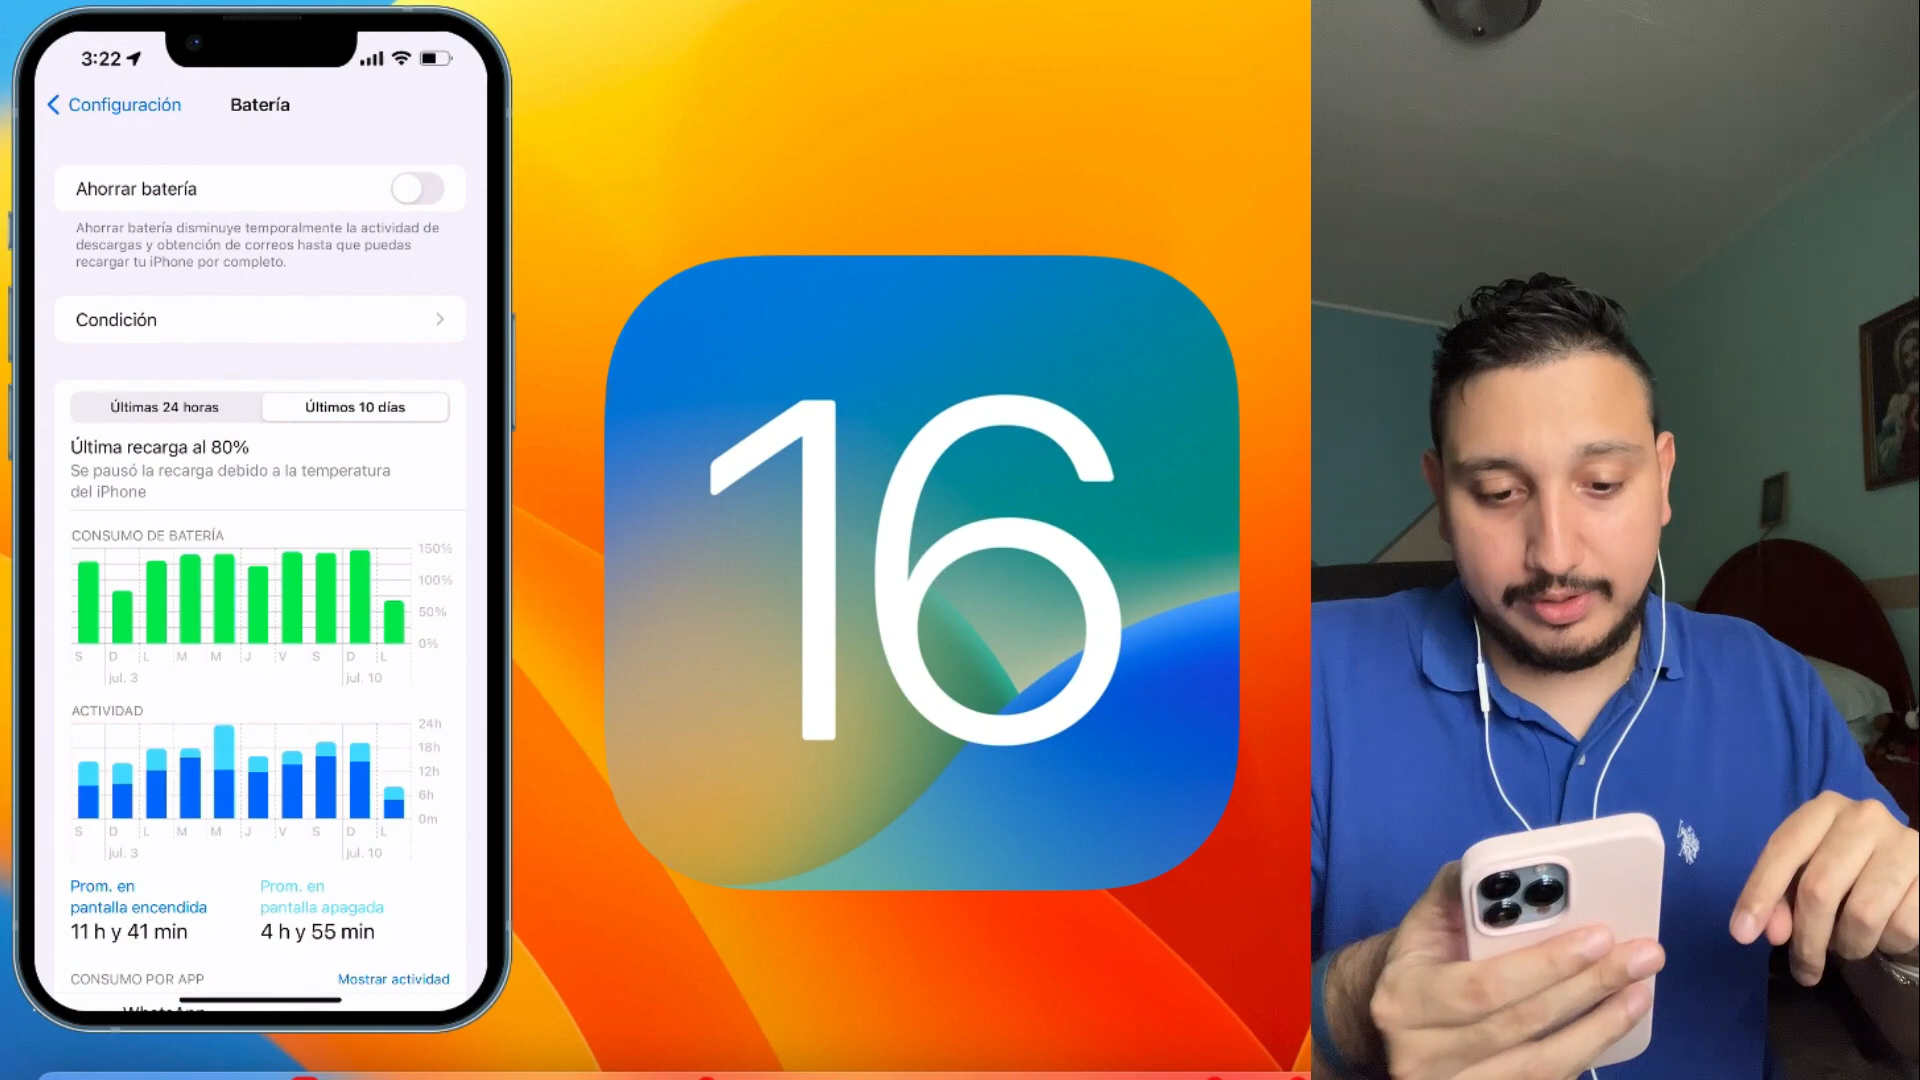 3:22
Configuración
Batería
Ahorrar batería
Ahorrar batería disminuye temporalmente la actividad de
descargas y obtención de correos hasta que puedas
recargar tu iPhone por completo.
Condición
Últimas 24 horas
Últimos 10 días
Última recarga al 80%
Se pausó la recarga debido a la temperatura
del iPhone
CONSUMO DE BATERÍA
150%
100%
50%
0%
S D L M M J V S D L
jul. 3 jul. 10
ACTIVIDAD
24h
18h
12h
6h
0m
S D L M M J V S D L
jul. 3 jul. 10
Prom. en
pantalla encendida
11 h y 41 min
Prom. en
pantalla apagada
4 h y 55 min
CONSUMO POR APP
Mostrar actividad
WhatsApp
16